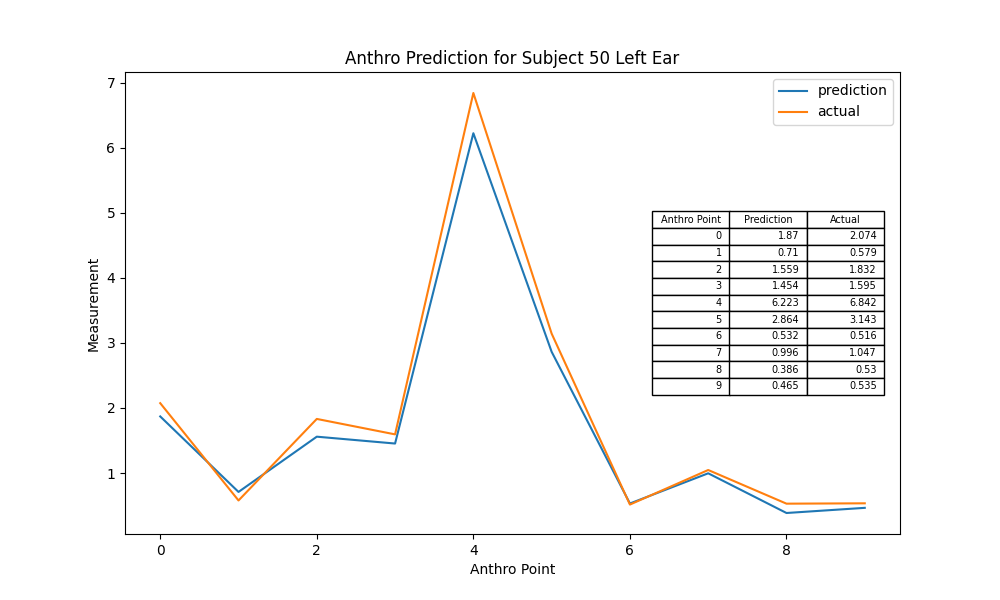 Anthro Prediction for Subject 50 Left Ear
7
6
5
4
3
2
1
Measurement
0
2
4
6
8
Anthro Point
prediction
actual
Anthro Point Prediction Actual
0 1.87 2.074
1 0.71 0.579
2 1.559 1.832
3 1.454 1.595
4 6.223 6.842
5 2.864 3.143
6 0.532 0.516
7 0.996 1.047
8 0.386 0.53
9 0.465 0.535